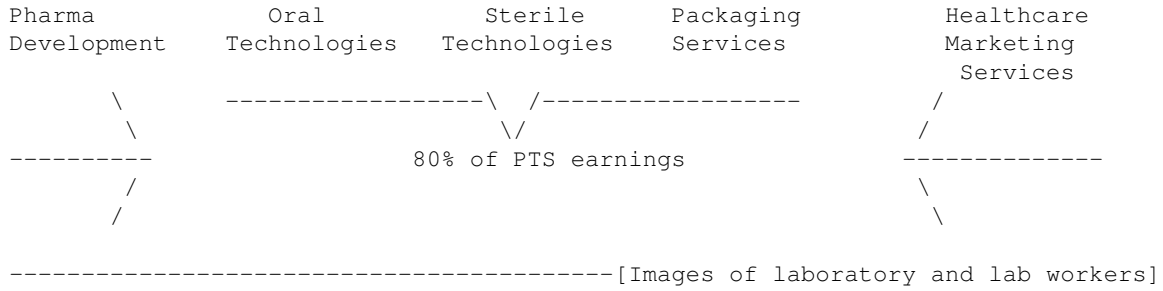 Pharma Oral Sterile Packaging Healthcare
Development Technologies Technologies Services Marketing
Services
80% of PTS earnings
[Images of laboratory and lab workers]